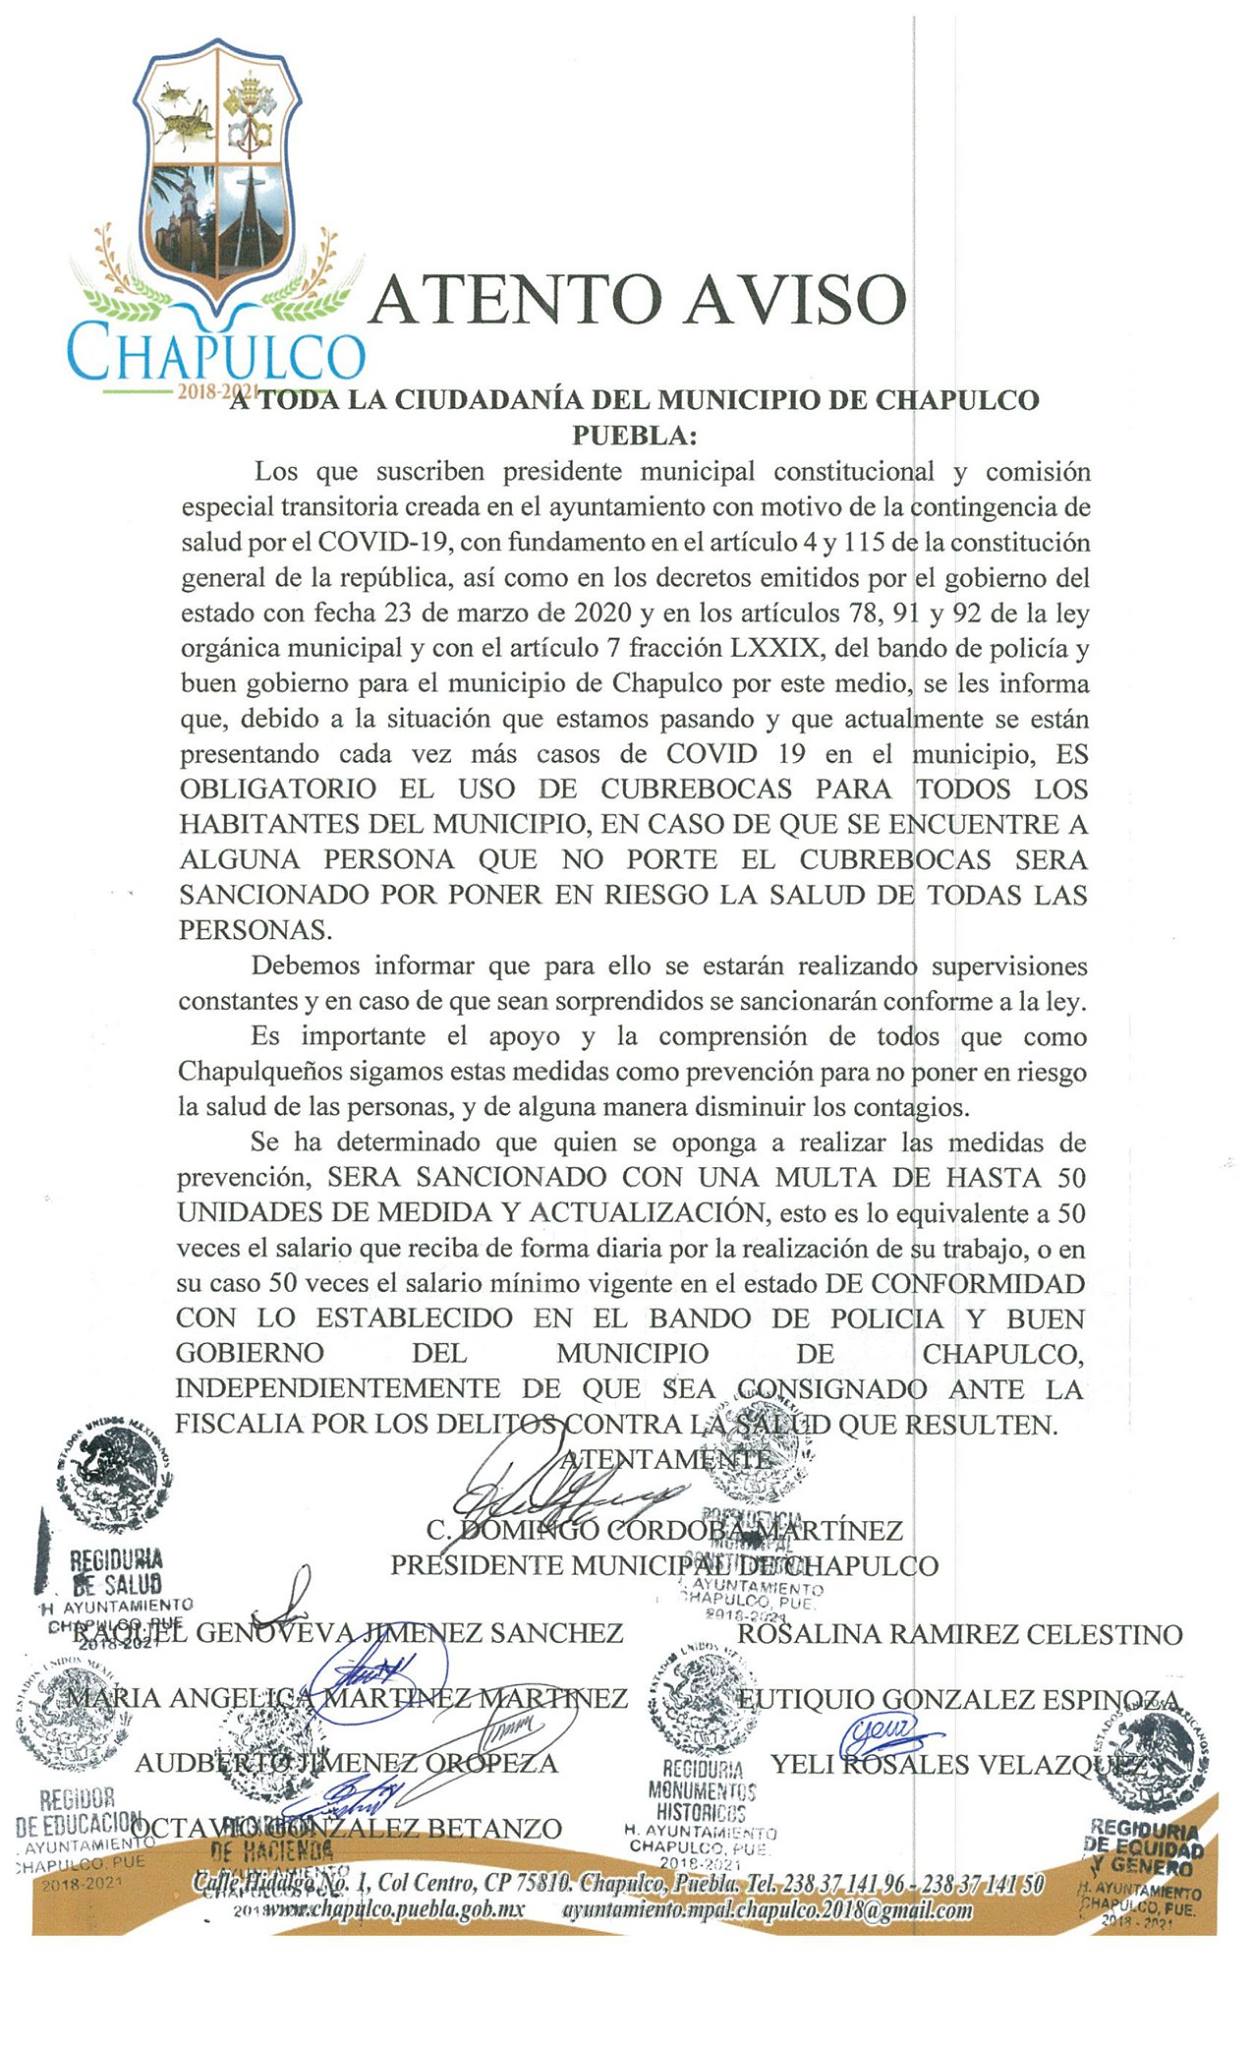 ATENTO AVISO
CHAPULCO
2018-2021
A TODA LA CIUDADANÍA DEL MUNICIPIO DE CHAPULCO
PUEBLA:
Los que suscriben presidente municipal constitucional y comisión
especial transitoria creada en el ayuntamiento con motivo de la contingencia de
salud por el COVID-19, con fundamento en el artículo 4 y 115 de la constitución
general de la república, así como en los decretos emitidos por el gobierno del
estado con fecha 23 de marzo de 2020 y en los artículos 78, 91 y 92 de la ley
orgánica municipal y con el artículo 7 fracción LXXIX, del bando de policía y
buen gobierno para el municipio de Chapulco por este medio, se les informa
que, debido a la situación que estamos pasando y que actualmente se están
presentando cada vez más casos de COVID 19 en el municipio, ES
OBLIGATORIO EL USO DE CUBREBOCAS PARA TODOS LOS
HABITANTES DEL MUNICIPIO, EN CASO DE QUE SE ENCUENTRE A
ALGUNA PERSONA QUE NO PORTE EL CUBREBOCAS SERA
SANCIONADO POR PONER EN RIESGO LA SALUD DE TODAS LAS
PERSONAS.
Debemos informar que para ello se estarán realizando supervisiones
constantes y en caso de que sean sorprendidos se sancionarán conforme a la ley.
Es importante el apoyo y la comprensión de todos que como
Chapulqueños sigamos estas medidas como prevención para no poner en riesgo
la salud de las personas, y de alguna manera disminuir los contagios.
Se ha determinado que quien se oponga a realizar las medidas de
prevención, SERA SANCIONADO CON UNA MULTA DE HASTA 50
UNIDADES DE MEDIDA Y ACTUALIZACIÓN, esto es lo equivalente a 50
veces el salario que reciba de forma diaria por la realización de su trabajo, o en
su caso 50 veces el salario mínimo vigente en el estado DE CONFORMIDAD
CON LO ESTABLECIDO EN EL BANDO DE POLICIA Y BUEN
GOBIERNO DEL MUNICIPIO DE CHAPULCO,
INDEPENDIENTEMENTE DE QUE SEA CONSIGNADO ANTE LA
FISCALIA POR LOS DELITOS CONTRA LA SALUD QUE RESULTEN.
ATENTAMENTE
C. DOMINGO CORDOBA MARTÍNEZ
PRESIDENTE MUNICIPAL DE CHAPULCO
PRESIDENCIA
MUNICIPAL
H. AYUNTAMIENTO
CHAPULCO, PUE.
2018-2021
ESTADOS UNIDOS MEXICANOS
REGIDURIA
DE SALUD
H AYUNTAMIENTO
CHAPULCO, PUE
2018-2021
RAQUEL GENOVEVA JIMENEZ SANCHEZ ROSALINA RAMIREZ CELESTINO
MARIA ANGELICA MARTINEZ MARTINEZ EUTIQUIO GONZALEZ ESPINOZA
AUDBERTO JIMENEZ OROPEZA YELI ROSALES VELAZQUEZ
OCTAVIO GONZALEZ BETANZO
REGIDOR
DE EDUCACION
AYUNTAMIENTO
CHAPULCO, PUE
2018-2021
DE HACIENDA
REGIDURIA
MONUMENTOS
HISTORICOS
H. AYUNTAMIENTO
CHAPULCO, PUE.
2018-2021
REGIDURIA
DE EQUIDAD
Y GENERO
H. AYUNTAMIENTO
CHAPULCO, PUE.
2018-2021
Calle Hidalgo No. 1, Col Centro, CP 75810. Chapulco, Puebla. Tel. 238 37 141 96 - 238 37 141 50
www.chapulco.puebla.gob.mx ayuntamiento.mpal.chapulco.2018@gmail.com